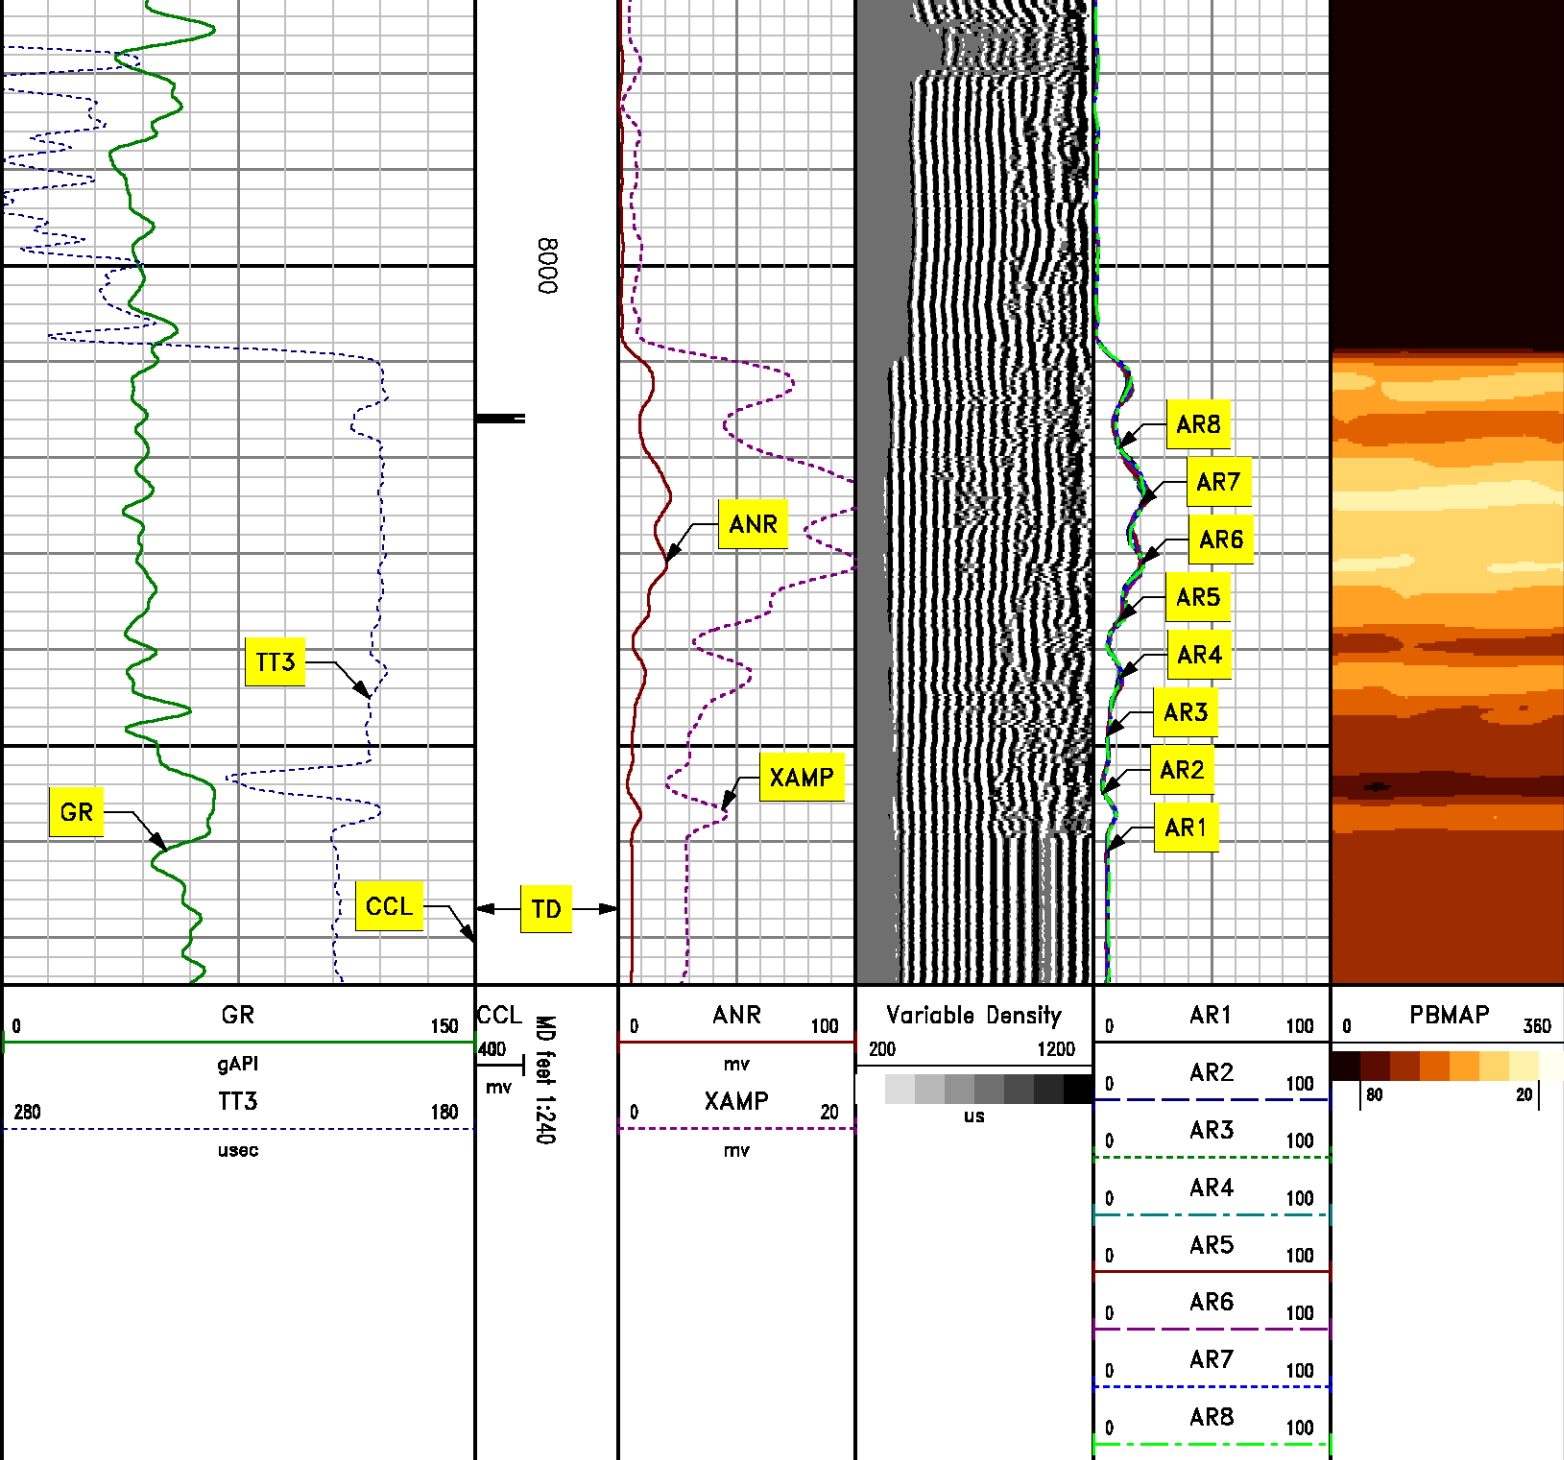 8000
AR8
AR7
ANR
AR6
AR5
TT3
AR4
AR3
XAMP
AR2
GR
AR1
CCL
TD
GR
0 150
gAPI
TT3
280 180
usec
CCL
400
mv
MD feet 1:240
ANR
0 100
mv
XAMP
0 20
mv
Variable Density
200 1200
us
AR1
0 100
AR2
0 100
AR3
0 100
AR4
0 100
AR5
0 100
AR6
0 100
AR7
0 100
AR8
0 100
PBMAP
0 360
80 20